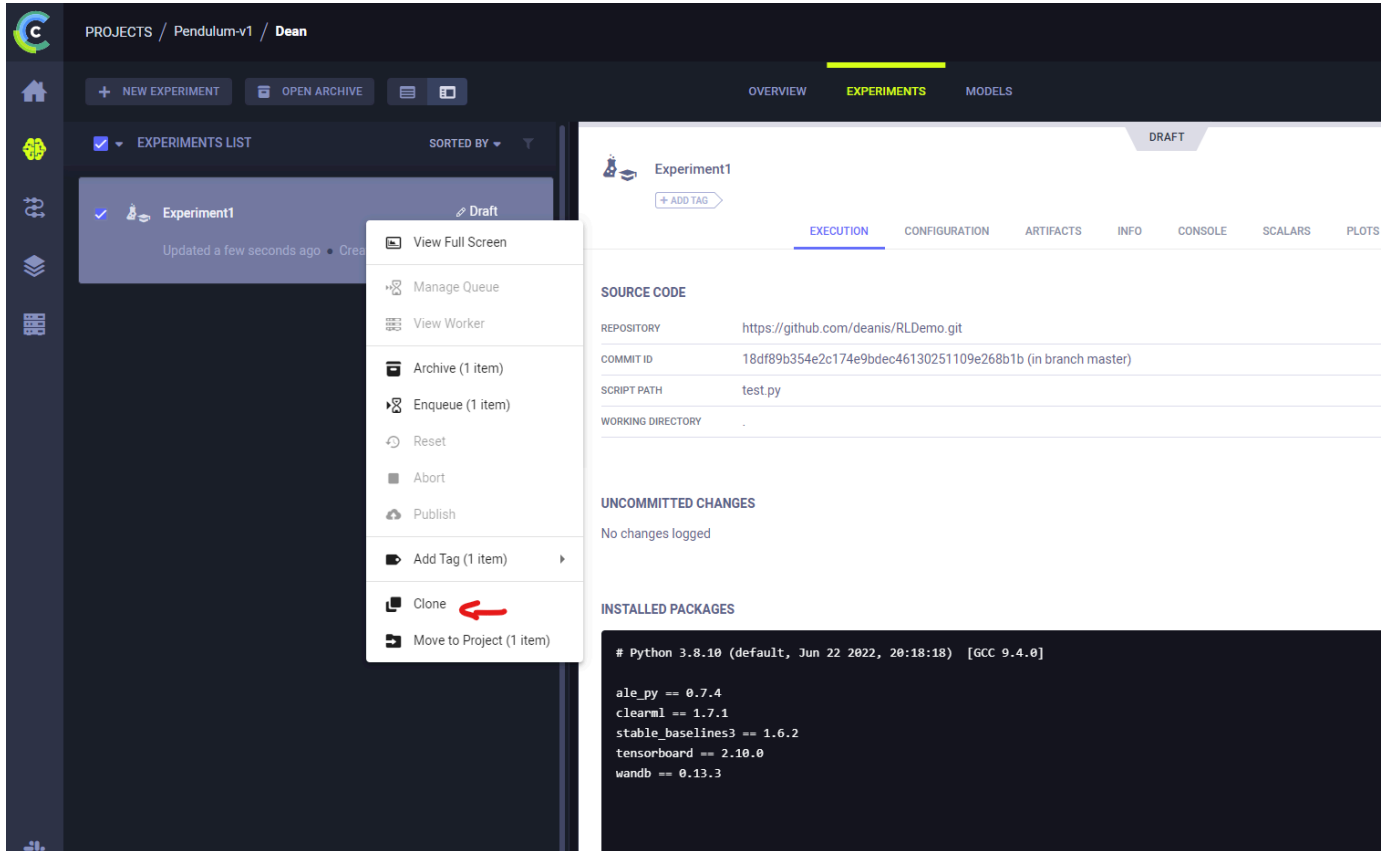 PROJECTS / Pendulum-v1 / Dean
+ NEW EXPERIMENT OPEN ARCHIVE
OVERVIEW EXPERIMENTS MODELS
EXPERIMENTS LIST SORTED BY
Experiment1 Draft
Updated a few seconds ago • Crea
View Full Screen
Manage Queue
View Worker
Archive (1 item)
Enqueue (1 item)
Reset
Abort
Publish
Add Tag (1 item)
Clone
Move to Project (1 item)
DRAFT
Experiment1
+ ADD TAG
EXECUTION CONFIGURATION ARTIFACTS INFO CONSOLE SCALARS PLOTS
SOURCE CODE
REPOSITORY https://github.com/deanis/RLDemo.git
COMMIT ID 18df89b354e2c174e9bdec46130251109e268b1b (in branch master)
SCRIPT PATH test.py
WORKING DIRECTORY .
UNCOMMITTED CHANGES
No changes logged
INSTALLED PACKAGES
# Python 3.8.10 (default, Jun 22 2022, 20:18:18) [GCC 9.4.0]
ale_py == 0.7.4
clearml == 1.7.1
stable_baselines3 == 1.6.2
tensorboard == 2.10.0
wandb == 0.13.3